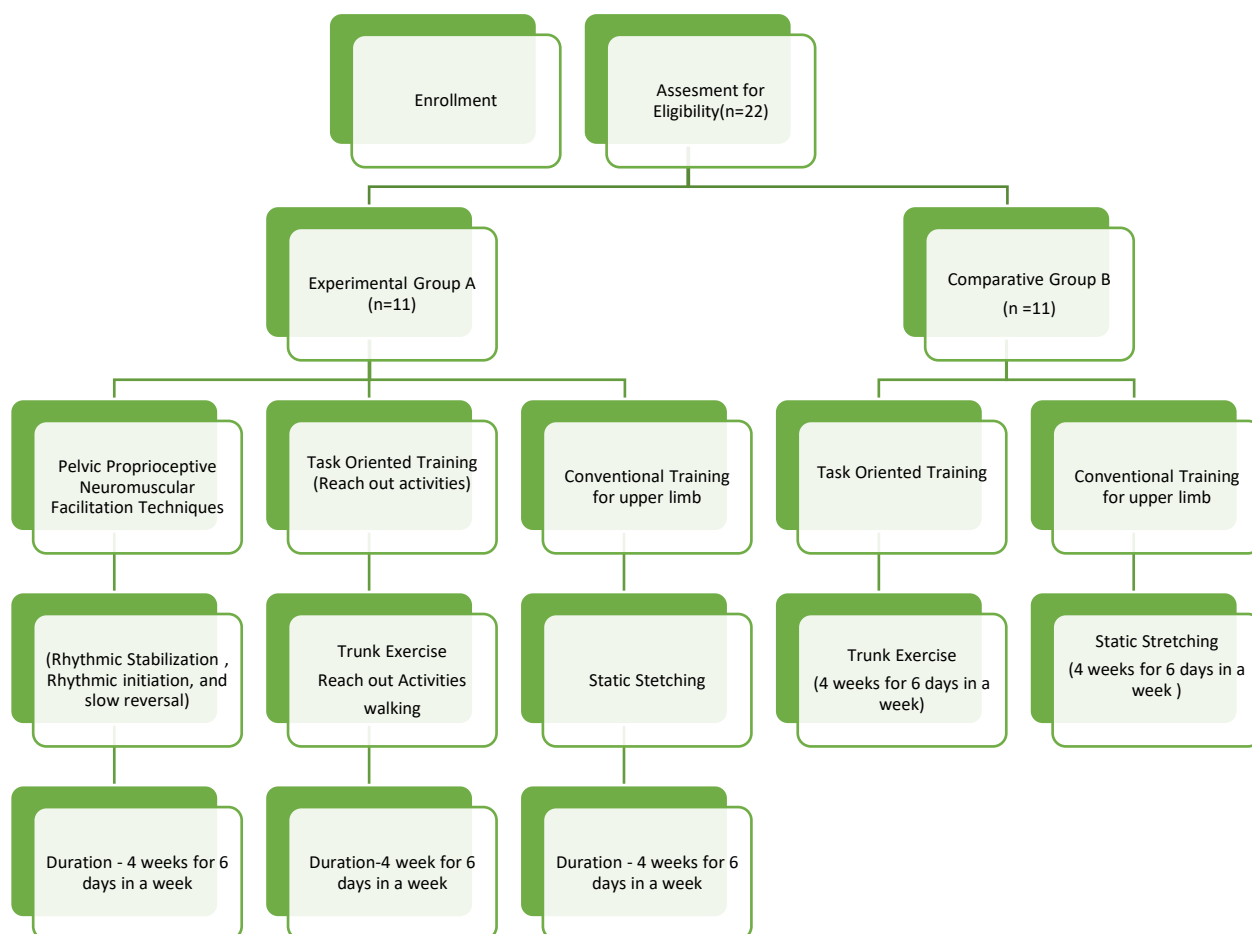 Enrollment
Assesment for
Eligibility(n=22)
Experimental Group A
(n=11)
Comparative Group B
(n =11)
Pelvic Proprioceptive
Neuromuscular
Facilitation Techniques
Task Oriented Training
(Reach out activities)
Conventional Training
for upper limb
Task Oriented Training
Conventional Training
for upper limb
(Rhythmic Stabilization ,
Rhythmic initiation, and
slow reversal)
Trunk Exercise
Reach out Activities
walking
Static Stetching
Trunk Exercise
(4 weeks for 6 days in a
week)
Static Stretching
(4 weeks for 6 days in a
week )
Duration - 4 weeks for 6
days in a week
Duration-4 week for 6
days in a week
Duration - 4 weeks for 6
days in a week